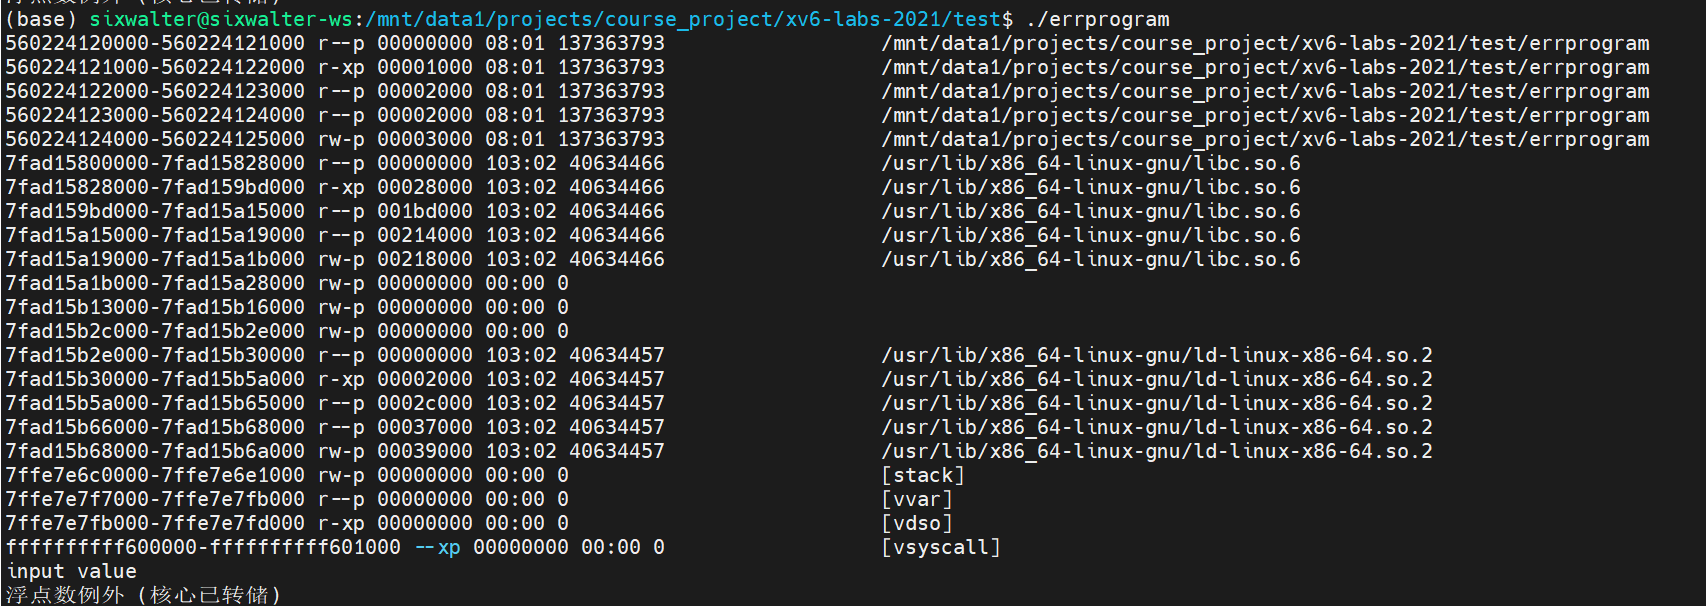 浮点数例外 (核心已转储)
(base) sixwalter@sixwalter-ws:/mnt/data1/projects/course_project/xv6-labs-2021/test$ ./errprogram
560224120000-560224121000 r--p 00000000 08:01 137363793 /mnt/data1/projects/course_project/xv6-labs-2021/test/errprogram
560224121000-560224122000 r-xp 00001000 08:01 137363793 /mnt/data1/projects/course_project/xv6-labs-2021/test/errprogram
560224122000-560224123000 r--p 00002000 08:01 137363793 /mnt/data1/projects/course_project/xv6-labs-2021/test/errprogram
560224123000-560224124000 r--p 00002000 08:01 137363793 /mnt/data1/projects/course_project/xv6-labs-2021/test/errprogram
560224124000-560224125000 rw-p 00003000 08:01 137363793 /mnt/data1/projects/course_project/xv6-labs-2021/test/errprogram
7fad15800000-7fad15828000 r--p 00000000 103:02 40634466 /usr/lib/x86_64-linux-gnu/libc.so.6
7fad15828000-7fad159bd000 r-xp 00028000 103:02 40634466 /usr/lib/x86_64-linux-gnu/libc.so.6
7fad159bd000-7fad15a15000 r--p 001bd000 103:02 40634466 /usr/lib/x86_64-linux-gnu/libc.so.6
7fad15a15000-7fad15a19000 r--p 00214000 103:02 40634466 /usr/lib/x86_64-linux-gnu/libc.so.6
7fad15a19000-7fad15a1b000 rw-p 00218000 103:02 40634466 /usr/lib/x86_64-linux-gnu/libc.so.6
7fad15a1b000-7fad15a28000 rw-p 00000000 00:00 0
7fad15b13000-7fad15b16000 rw-p 00000000 00:00 0
7fad15b2c000-7fad15b2e000 rw-p 00000000 00:00 0
7fad15b2e000-7fad15b30000 r--p 00000000 103:02 40634457 /usr/lib/x86_64-linux-gnu/ld-linux-x86-64.so.2
7fad15b30000-7fad15b5a000 r-xp 00002000 103:02 40634457 /usr/lib/x86_64-linux-gnu/ld-linux-x86-64.so.2
7fad15b5a000-7fad15b65000 r--p 0002c000 103:02 40634457 /usr/lib/x86_64-linux-gnu/ld-linux-x86-64.so.2
7fad15b66000-7fad15b68000 r--p 00037000 103:02 40634457 /usr/lib/x86_64-linux-gnu/ld-linux-x86-64.so.2
7fad15b68000-7fad15b6a000 rw-p 00039000 103:02 40634457 /usr/lib/x86_64-linux-gnu/ld-linux-x86-64.so.2
7ffe7e6c0000-7ffe7e6e1000 rw-p 00000000 00:00 0 [stack]
7ffe7e7f7000-7ffe7e7fb000 r--p 00000000 00:00 0 [vvar]
7ffe7e7fb000-7ffe7e7fd000 r-xp 00000000 00:00 0 [vdso]
ffffffffff600000-ffffffffff601000 --xp 00000000 00:00 0 [vsyscall]
input value
浮点数例外 (核心已转储)